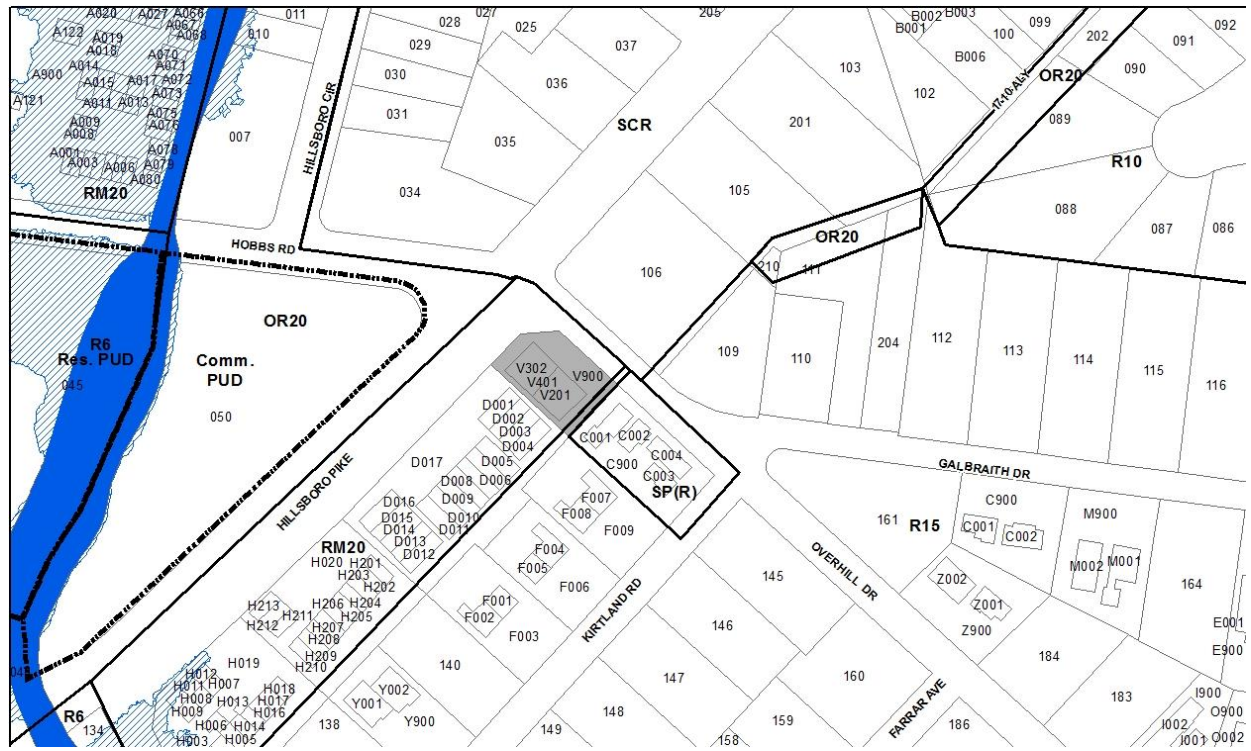 A020
A027
A066
A067
A068
A122
A019
A018
A070
A071
A014
A900
A015
A017
A072
A073
A121
A011
A013
A075
A076
A009
A008
A001
A003
A006
A078
A079
A080
RM20
010
011
007
HILLSBORO CIR
027
028
029
030
031
034
025
035
036
037
SCR
205
103
201
105
106
B001
B002
B003
B006
100
099
102
202
OR20
091
092
090
17-10-ALY
089
R10
088
087
086
HOBBS RD
OR20
210
111
OR20
R6
Res. PUD
045
Comm.
PUD
050
109
110
204
112
113
114
115
116
V302
V401
V201
V900
D001
D002
D003
D004
D005
D006
D017
D008
D009
D010
D011
D016
D015
D014
D013
D012
C001
C002
C004
C003
C900
SP(R)
HILLSBORO PIKE
RM20
F007
F008
F009
F004
F005
F006
F001
F002
F003
GALBRAITH DR
161
R15
C900
C001
C002
M900
M002
M001
164
OVERHILL DR
KIRTLAND RD
145
146
147
148
149
Z002
Z001
Z900
E001
E900
H020
H201
H203
H202
H204
H205
H206
H207
H208
H209
H210
H211
H213
H212
H019
H012
H011
H007
H008
H009
H013
H018
H017
H016
H006
H014
H003
H005
140
Y002
Y001
Y900
138
158
159
160
FARRAR AVE
186
184
183
I900
I002
I001
O900
O002
R6
134